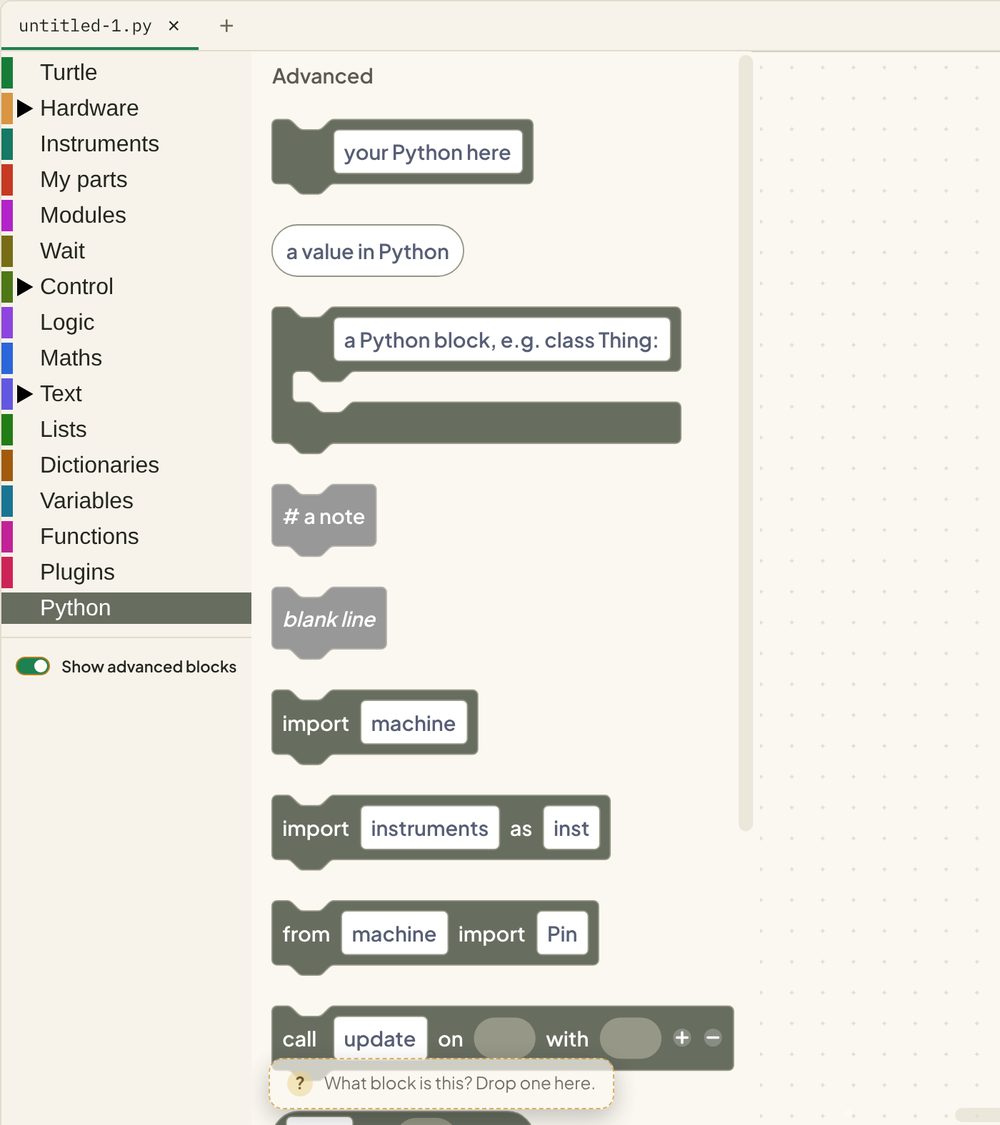 untitled-1.py × +
Turtle
Hardware
Instruments
My parts
Modules
Wait
Control
Logic
Maths
Text
Lists
Dictionaries
Variables
Functions
Plugins
Python
Show advanced blocks
Advanced
your Python here
a value in Python
a Python block, e.g. class Thing:
# a note
blank line
import machine
import instruments as inst
from machine import Pin
call update on with + −
? What block is this? Drop one here.